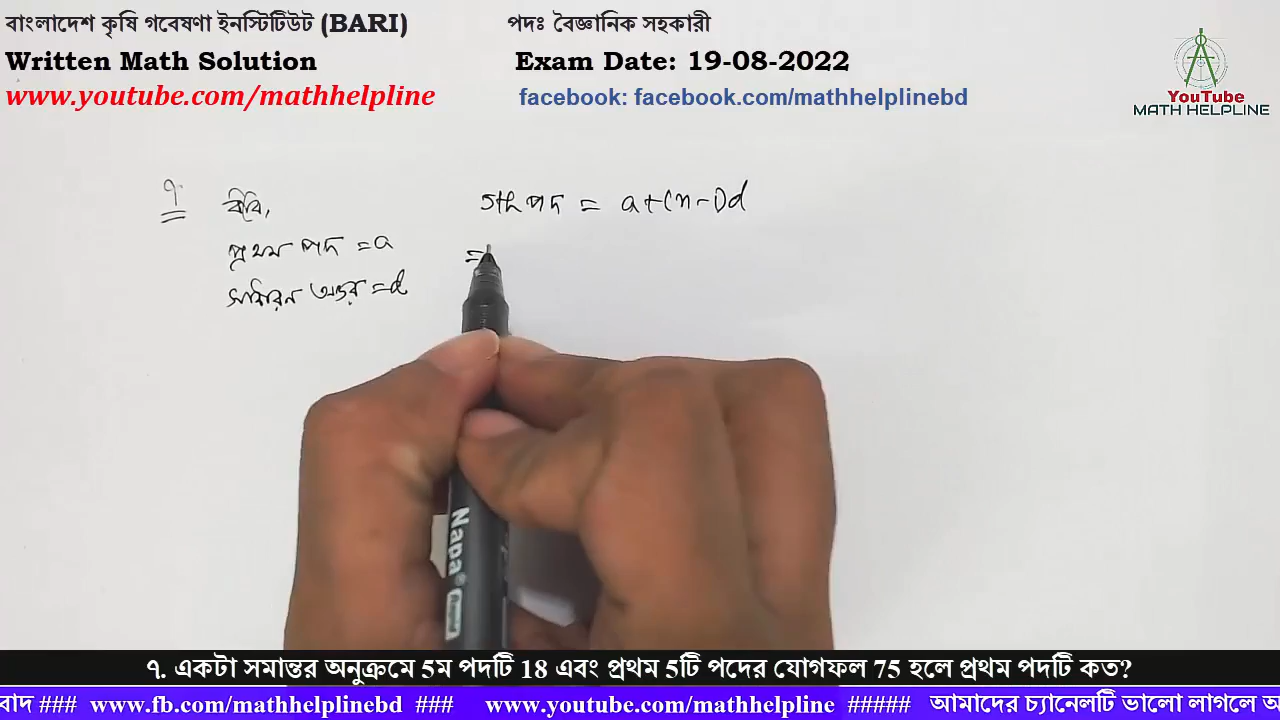 বাংলাদেশ কৃষি গবেষণা ইনস্টিটিউট (BARI) পদঃ বৈজ্ঞানিক সহকারী
Written Math Solution Exam Date: 19-08-2022
www.youtube.com/mathhelpline facebook: facebook.com/mathhelplinebd
YouTube
MATH HELPLINE
৭ ধরি,
5th পদ = a+(n-1)d
প্রথম পদ = a
=
সাধারন অন্তর = d
Napa
৭. একটা সমান্তর অনুক্রমে 5ম পদটি 18 এবং প্রথম 5টি পদের যোগফল 75 হলে প্রথম পদটি কত?
বাদ ### www.fb.com/mathhelplinebd ### www.youtube.com/mathhelpline ##### আমাদের চ্যানেলটি ভালো লাগলে অ